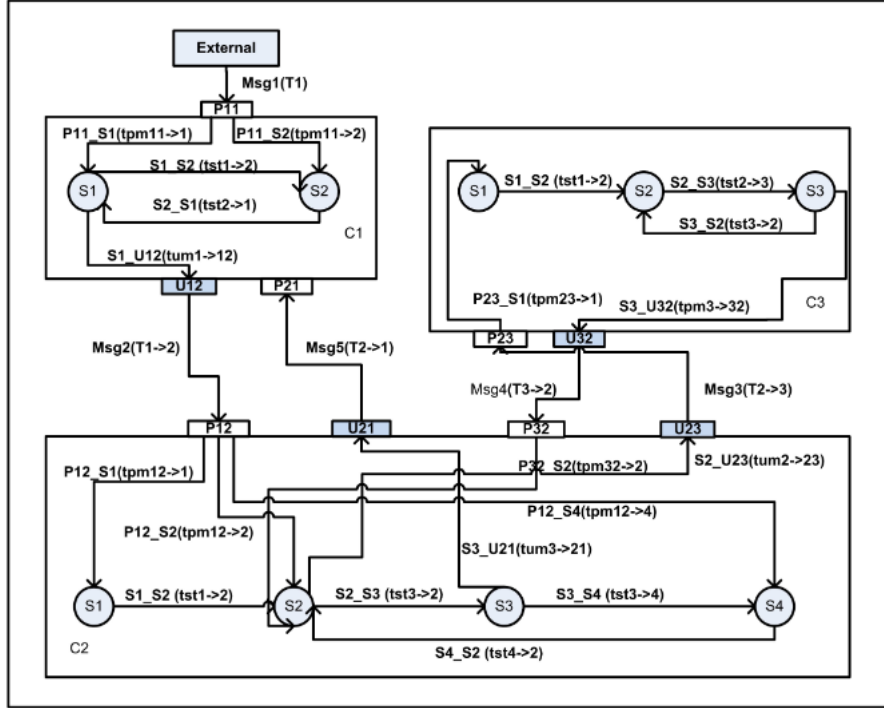 External
Msg1(T1)
P11
P11_S1(tpm11->1)
P11_S2(tpm11->2)
S1_S2 (tst1->2)
S1
S2
S2_S1(tst2->1)
C1
S1_U12(tum1->12)
U12
P21
S1
S1_S2 (tst1->2)
S2
S2_S3(tst2->3)
S3
S3_S2(tst3->2)
P23_S1(tpm23->1)
S3_U32(tpm3->32)
C3
P23
U32
Msg2(T1->2)
Msg5(T2->1)
Msg4(T3->2)
Msg3(T2->3)
P12
U21
P32
U23
P12_S1(tpm12->1)
P32_S2(tpm32->2)
S2_U23(tum2->23)
P12_S2(tpm12->2)
P12_S4(tpm12->4)
S3_U21(tum3->21)
S1
S1_S2 (tst1->2)
S2
S2_S3 (tst3->2)
S3
S3_S4 (tst3->4)
S4
C2
S4_S2 (tst4->2)